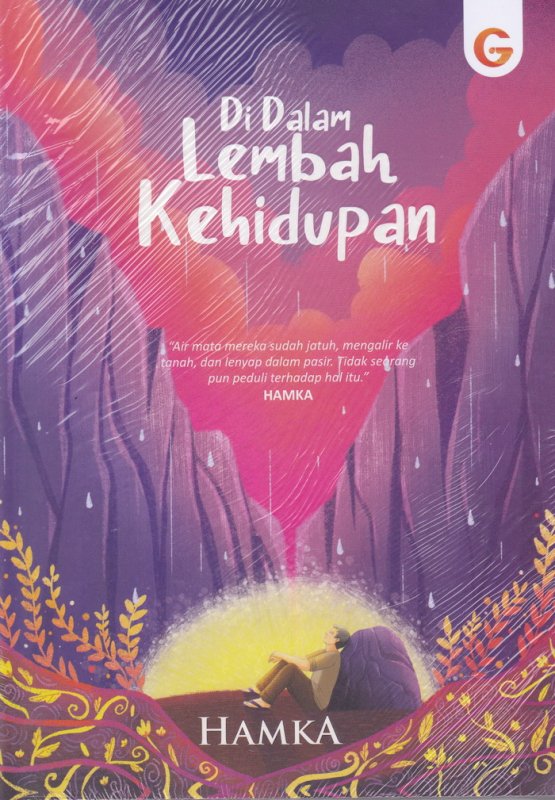 G
Di Dalam
Lembah
Kehidupan
“Air mata mereka sudah jatuh, mengalir ke
tanah, dan lenyap dalam pasir. Tidak seorang
pun peduli terhadap hal itu.”
HAMKA
HAMKA